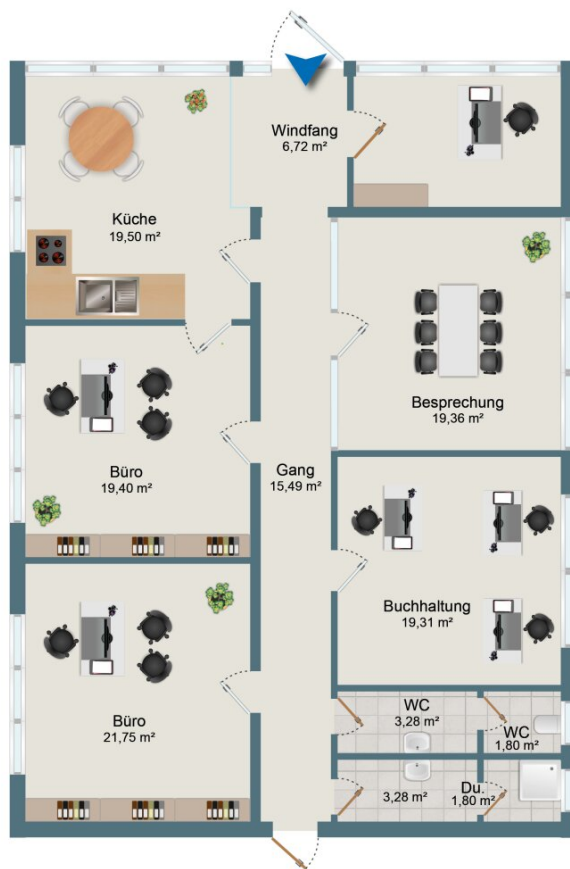 Windfang
6,72 m²
Küche
19,50 m²
Besprechung
19,36 m²
Büro
19,40 m²
Gang
15,49 m²
Buchhaltung
19,31 m²
Büro
21,75 m²
WC
3,28 m²
WC
1,80 m²
3,28 m²
Du.
1,80 m²